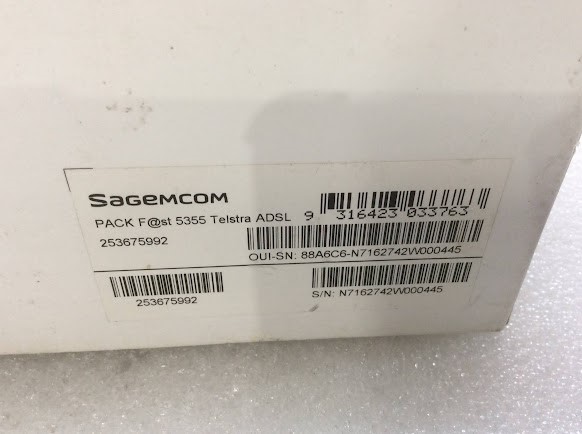 SAGEMCOM
PACK F@st 5355 Telstra ADSL
9 316423 033763
253675992
OUI-SN: 88A6C6-N7162742W000445
253675992
S/N: N7162742W000445